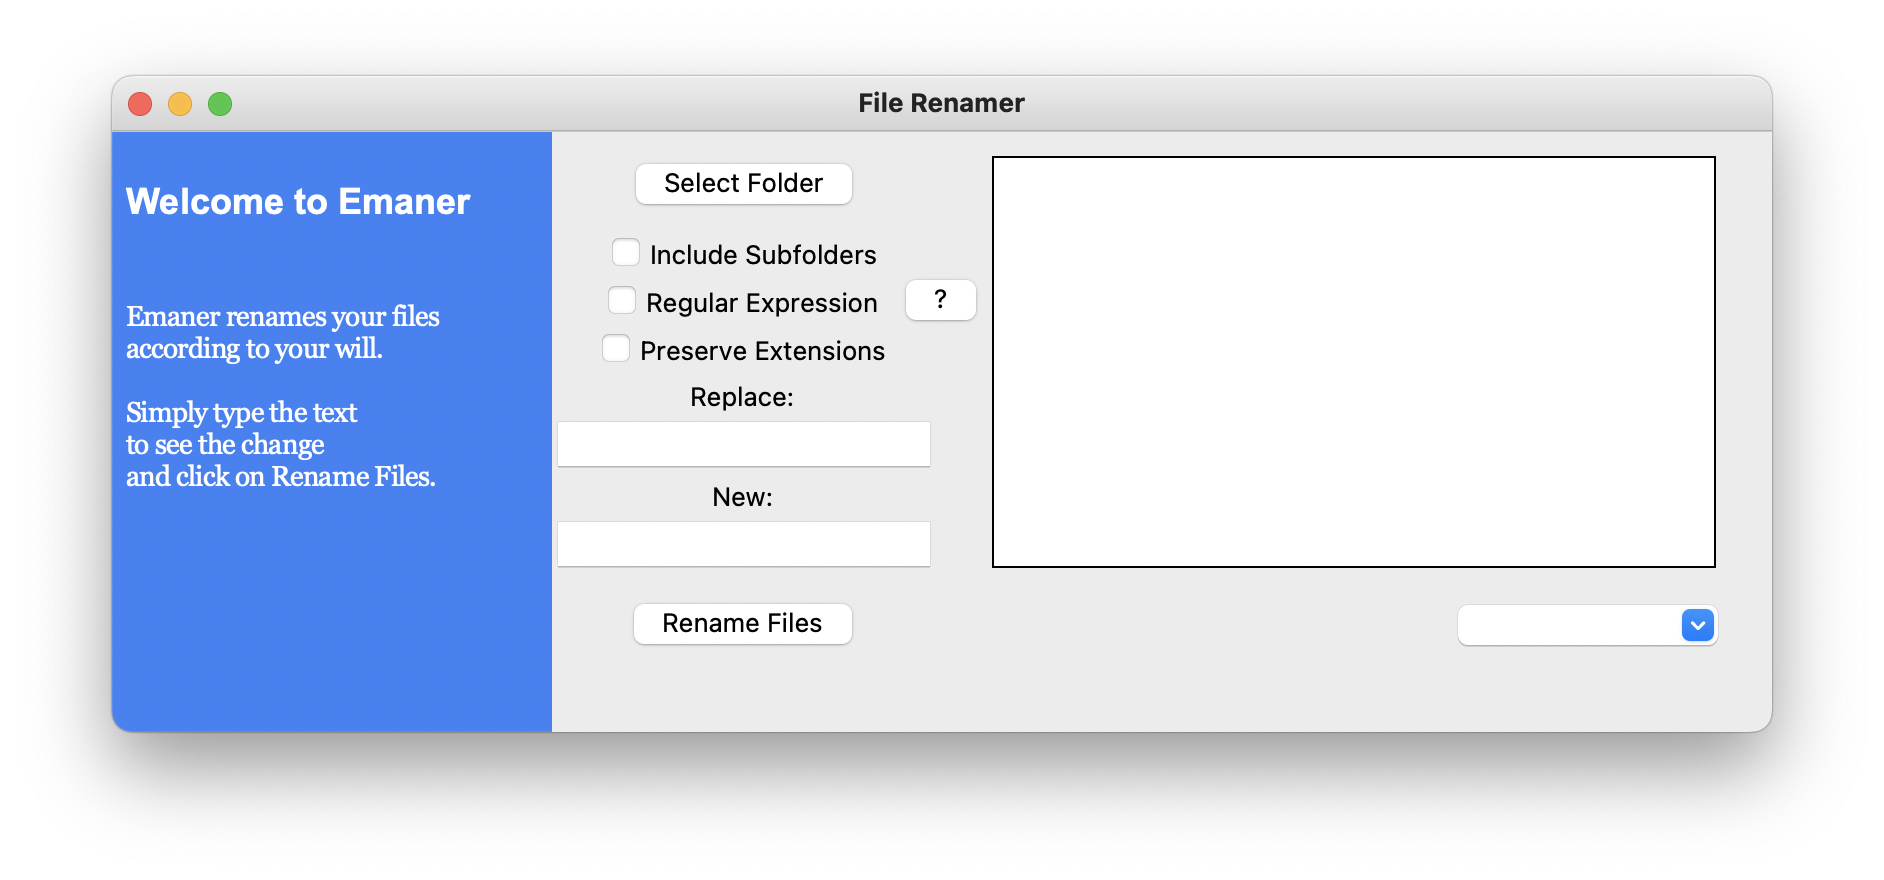 File Renamer
Welcome to Emaner
Emaner renames your files
according to your will.
Simply type the text
to see the change
and click on Rename Files.
Select Folder
Include Subfolders
Regular Expression
?
Preserve Extensions
Replace:
New:
Rename Files